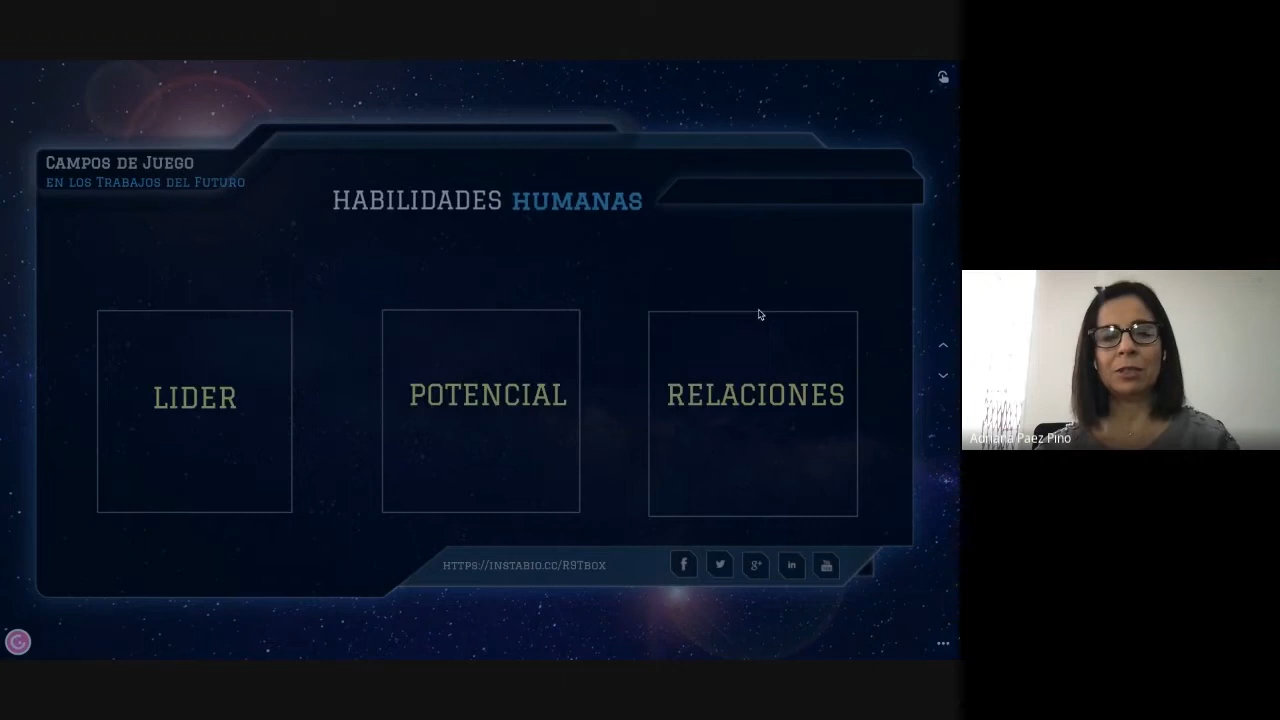 Campos de Juego
en los Trabajos del Futuro
HABILIDADES HUMANAS
LIDER
POTENCIAL
RELACIONES
https://instabio.cc/R9Tbox
Adriana Paez Pino